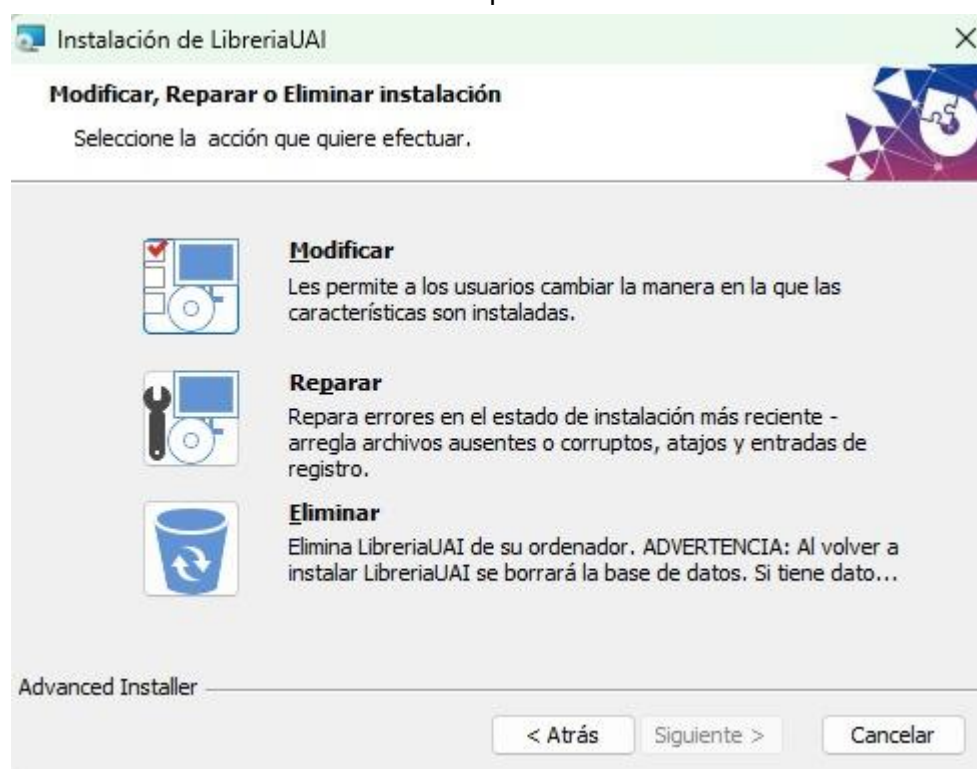 Instalación de LibreriaUAI
Modificar, Reparar o Eliminar instalación
Seleccione la acción que quiere efectuar.
Modificar
Les permite a los usuarios cambiar la manera en la que las
características son instaladas.
Reparar
Repara errores en el estado de instalación más reciente -
arregla archivos ausentes o corruptos, atajos y entradas de
registro.
Eliminar
Elimina LibreriaUAI de su ordenador. ADVERTENCIA: Al volver a
instalar LibreriaUAI se borrará la base de datos. Si tiene dato...
Advanced Installer
< Atrás
Siguiente >
Cancelar